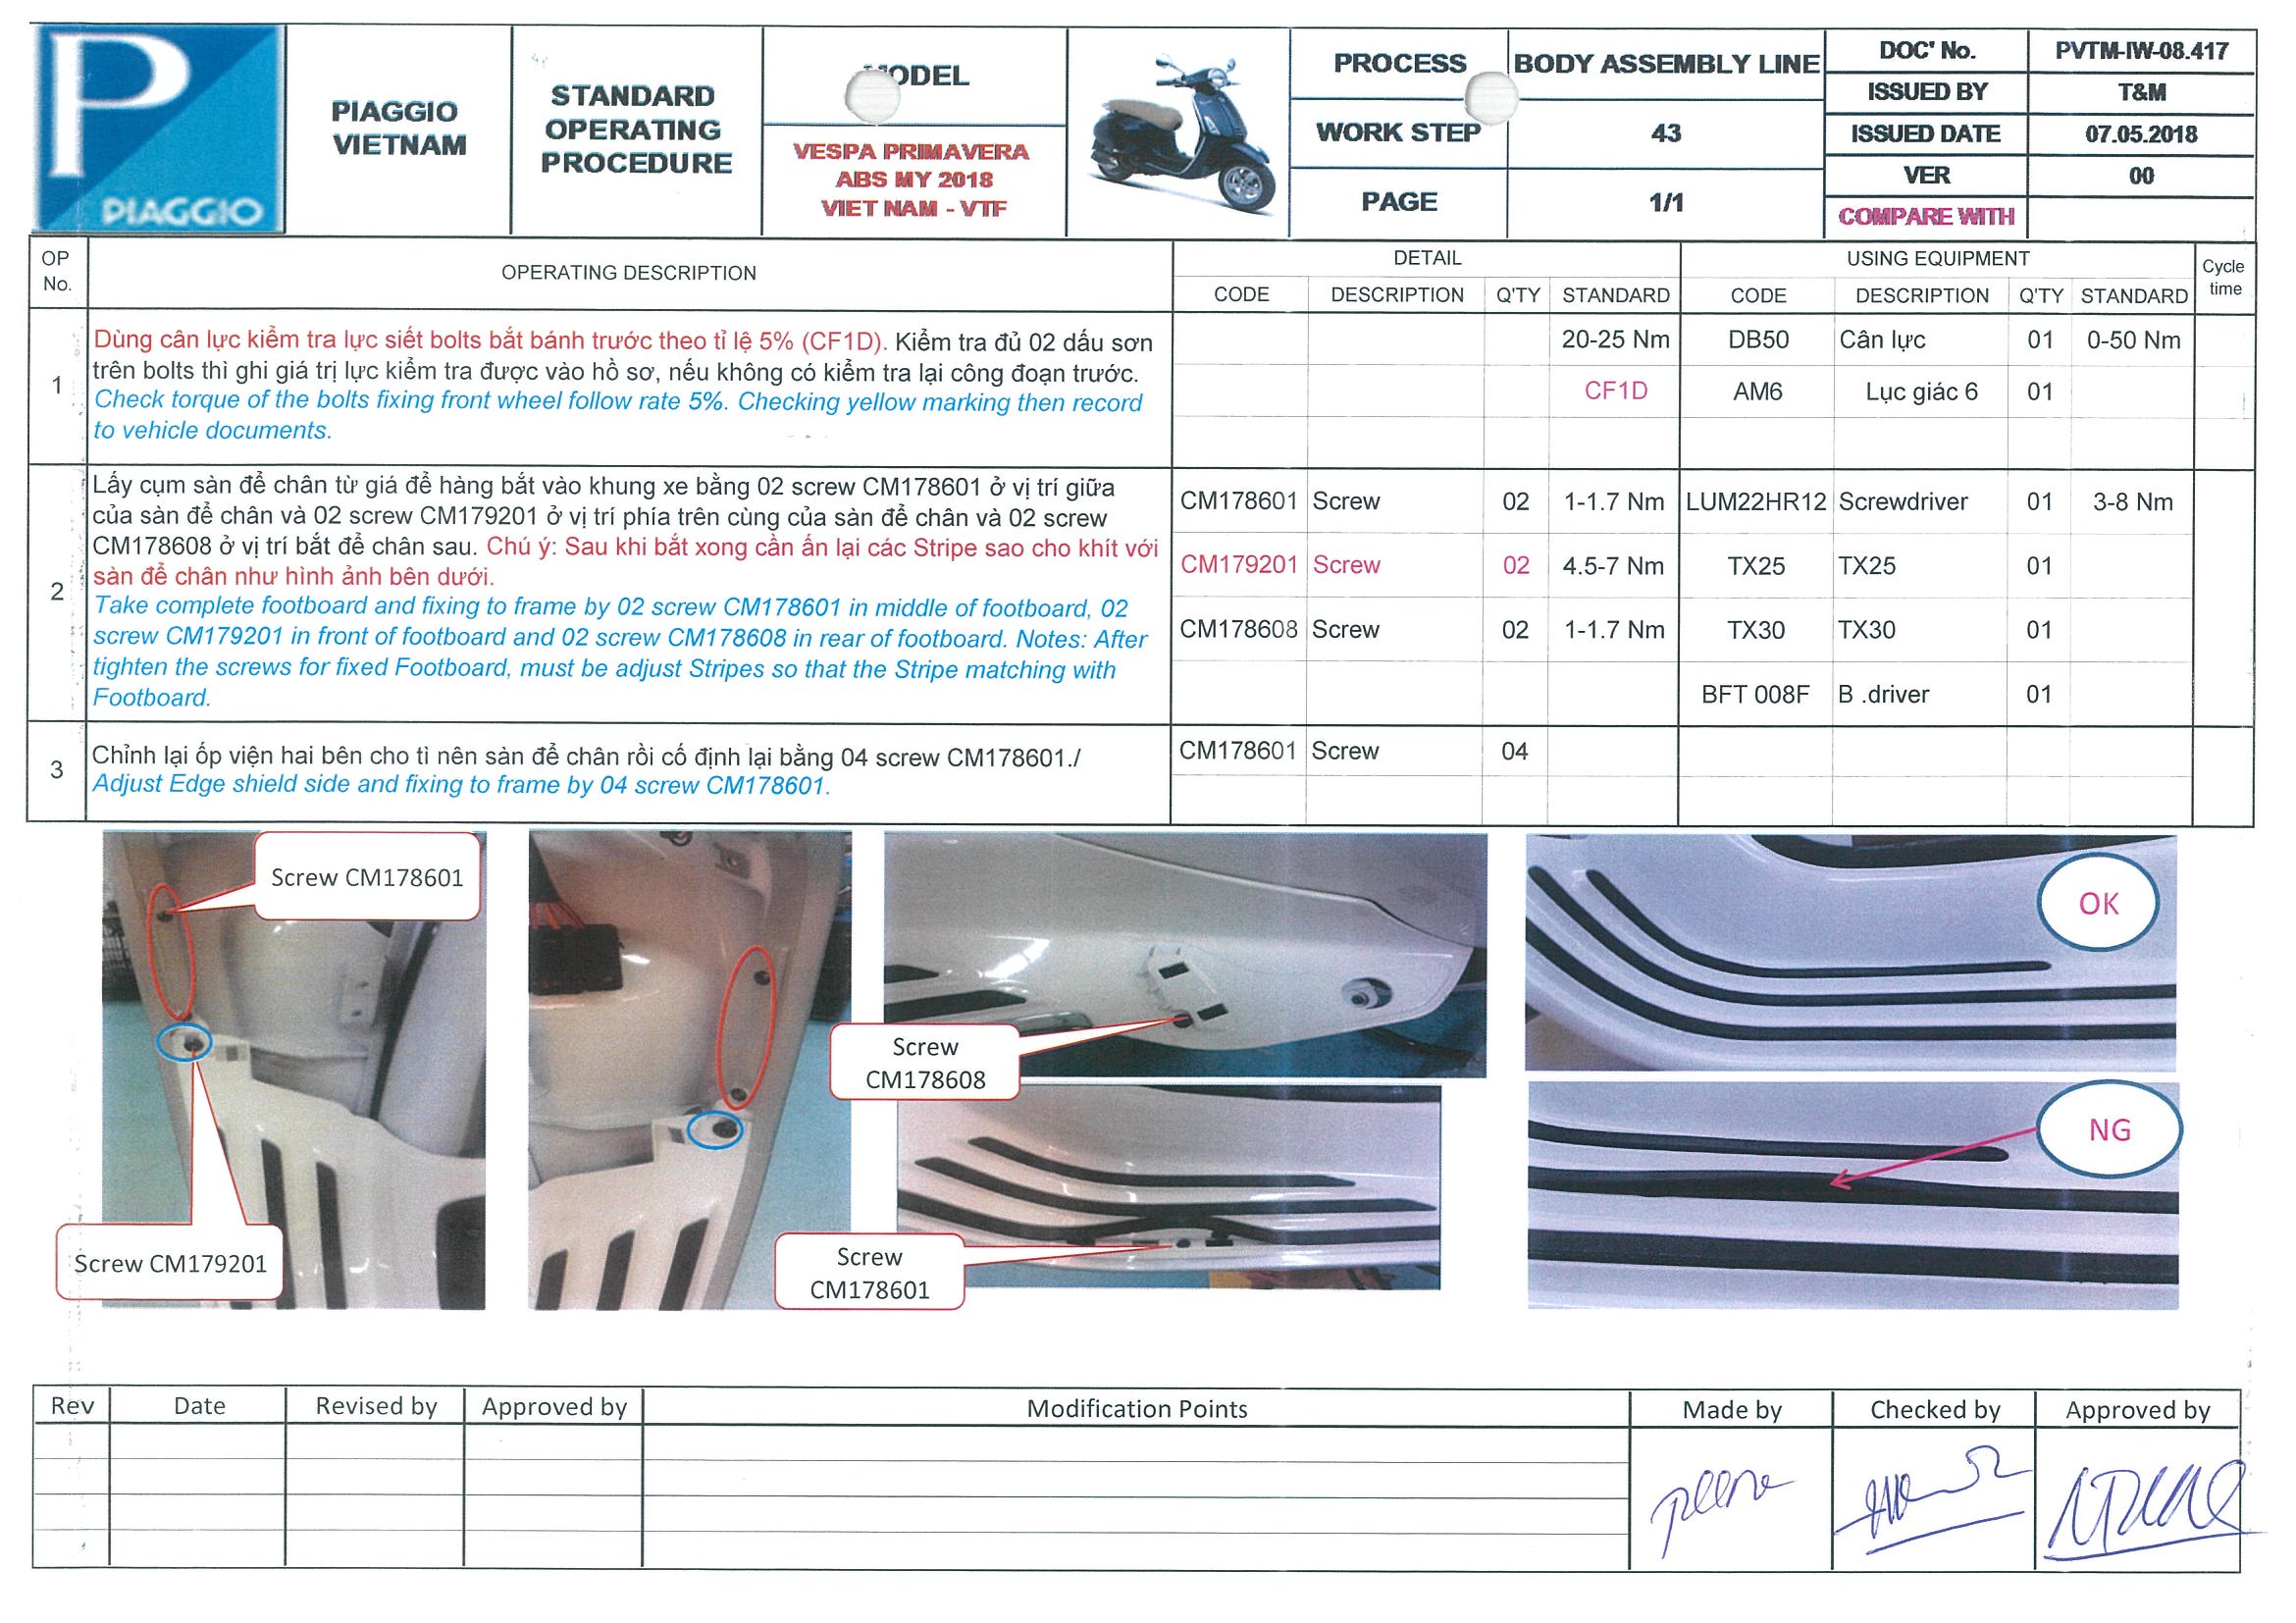 P
PIAGGIO
PIAGGIO
VIETNAM
STANDARD
OPERATING
PROCEDURE
MODEL
VESPA PRIMAVERA
ABS MY 2018
VIET NAM - VTF
PROCESS
BODY ASSEMBLY LINE
WORK STEP
43
PAGE
1/1
DOC' No.
PVTM-IW-08.417
ISSUED BY
T&M
ISSUED DATE
07.05.2018
VER
00
COMPARE WITH
OP
No.
OPERATING DESCRIPTION
DETAIL
USING EQUIPMENT
Cycle
time
CODE DESCRIPTION Q'TY STANDARD CODE DESCRIPTION Q'TY STANDARD
1
Dùng cân lực kiểm tra lực siết bolts bắt bánh trước theo tỉ lệ 5% (CF1D). Kiểm tra đủ 02 dấu sơn
trên bolts thì ghi giá trị lực kiểm tra được vào hồ sơ, nếu không có kiểm tra lại công đoạn trước.
Check torque of the bolts fixing front wheel follow rate 5%. Checking yellow marking then record
to vehicle documents.
20-25 Nm DB50 Cân lực 01 0-50 Nm
CF1D AM6 Lục giác 6 01
2
Lấy cụm sàn để chân từ giá để hàng bắt vào khung xe bằng 02 screw CM178601 ở vị trí giữa
của sàn để chân và 02 screw CM179201 ở vị trí phía trên cùng của sàn để chân và 02 screw
CM178608 ở vị trí bắt để chân sau. Chú ý: Sau khi bắt xong cần ấn lại các Stripe sao cho khít với
sàn để chân như hình ảnh bên dưới.
Take complete footboard and fixing to frame by 02 screw CM178601 in middle of footboard, 02
screw CM179201 in front of footboard and 02 screw CM178608 in rear of footboard. Notes: After
tighten the screws for fixed Footboard, must be adjust Stripes so that the Stripe matching with
Footboard.
CM178601 Screw 02 1-1.7 Nm LUM22HR12 Screwdriver 01 3-8 Nm
CM179201 Screw 02 4.5-7 Nm TX25 TX25 01
CM178608 Screw 02 1-1.7 Nm TX30 TX30 01
BFT 008F B .driver 01
3
Chỉnh lại ốp viện hai bên cho tì nên sàn để chân rồi cố định lại bằng 04 screw CM178601./
Adjust Edge shield side and fixing to frame by 04 screw CM178601.
CM178601 Screw 04
Screw CM178601
Screw CM179201
Screw
CM178608
Screw
CM178601
OK
NG
Rev Date Revised by Approved by Modification Points Made by Checked by Approved by